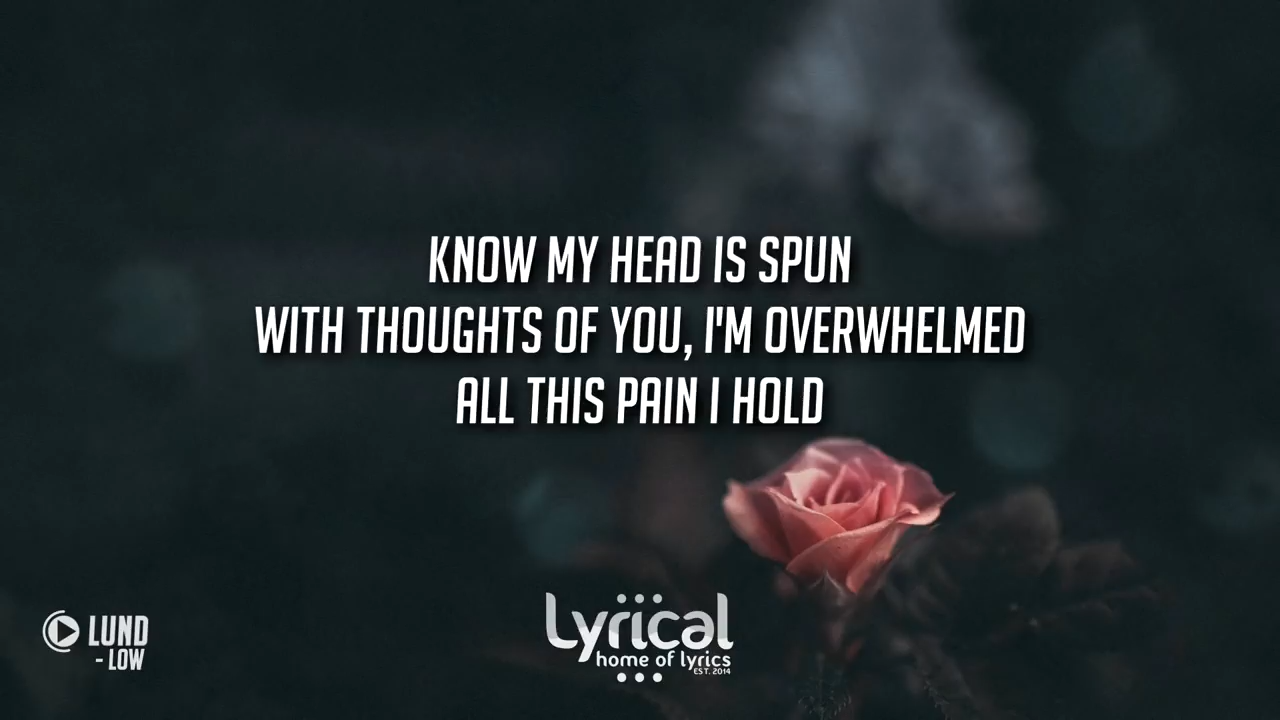 KNOW MY HEAD IS SPUN
WITH THOUGHTS OF YOU, I'M OVERWHELMED
ALL THIS PAIN I HOLD
LUND
- LOW
Lyrical
home of lyrics
EST. 2014